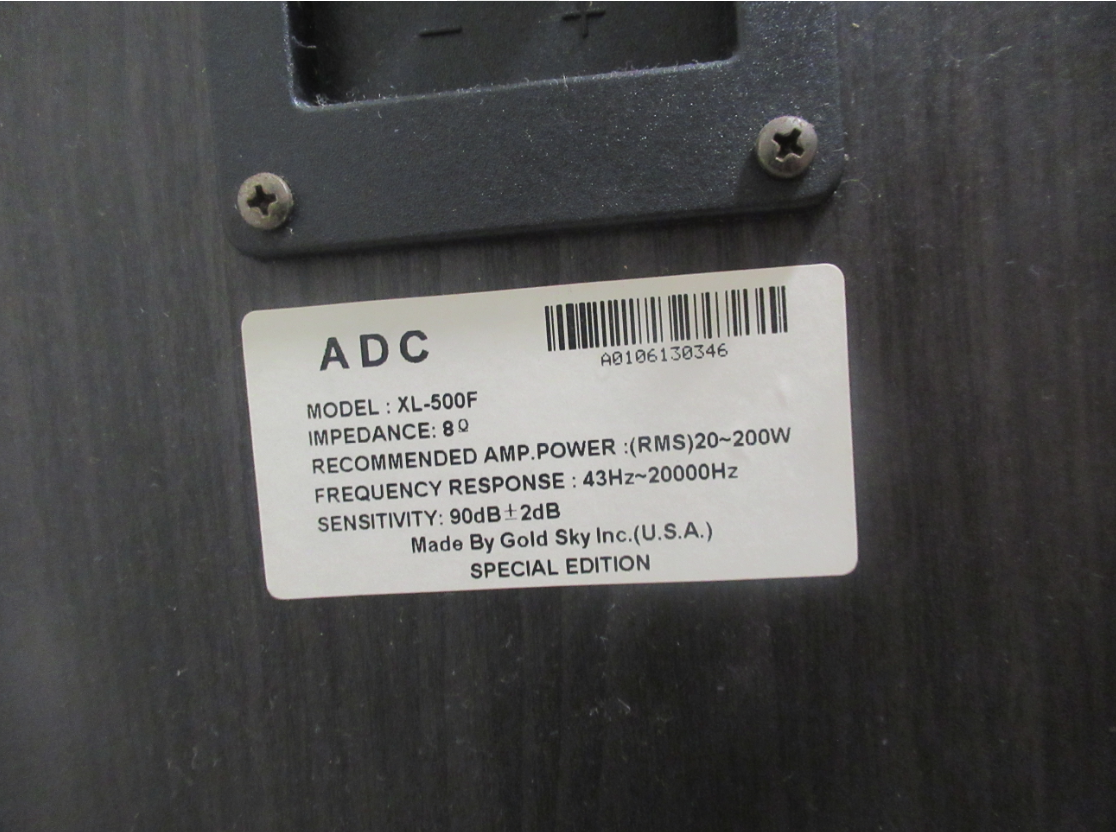 − +
ADC
A0106130346
MODEL : XL-500F
IMPEDANCE: 8Ω
RECOMMENDED AMP.POWER :(RMS)20~200W
FREQUENCY RESPONSE : 43Hz~20000Hz
SENSITIVITY: 90dB±2dB
Made By Gold Sky Inc.(U.S.A.)
SPECIAL EDITION